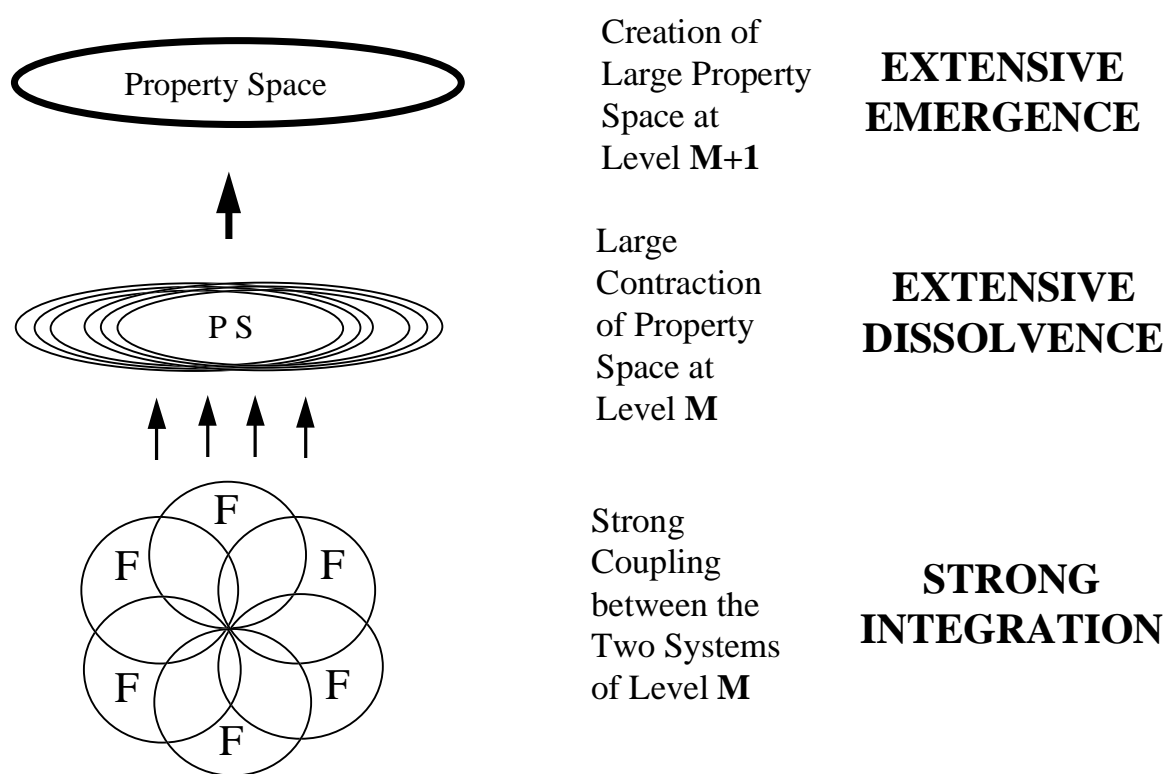 Property Space
Creation of
Large Property
Space at
Level M+1
EXTENSIVE
EMERGENCE
P S
Large
Contraction
of Property
Space at
Level M
EXTENSIVE
DISSOLVENCE
F
F
F
F
F
F
Strong
Coupling
between the
Two Systems
of Level M
STRONG
INTEGRATION